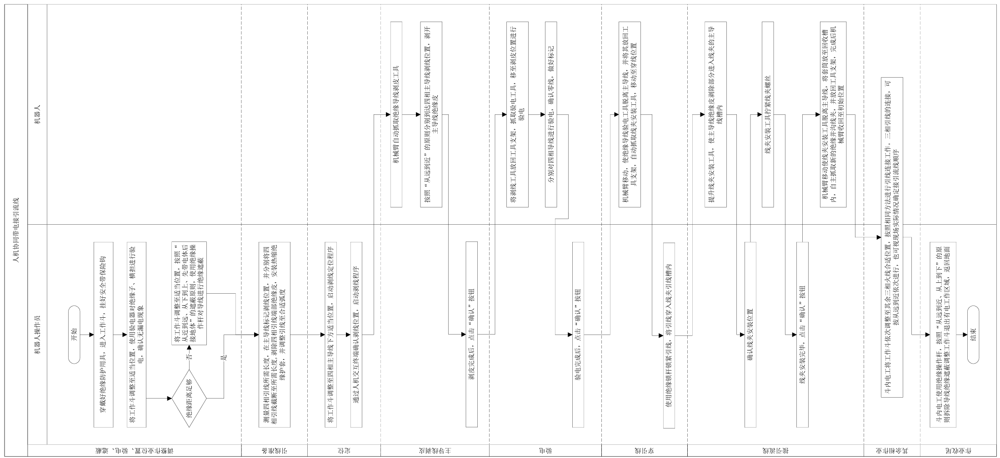 人机协同带电接引流线
机器人操作员
机器人
调整作业位置、验电、遮蔽
开始
穿戴好绝缘防护用具，进入工作斗，挂好安全带保险钩
将工作斗调整至适当位置，使用验电器对绝缘子、横担进行验
电，确认无漏电现象
绝缘距离足够
否
是
将工作斗调整至适当位置，按照“
从近到远、从下到上、先带电体后
接地体”的遮蔽原则，使用绝缘操
作杆对导线进行绝缘遮蔽
引线准备
测量四相引线所需长度，在主导线标记剥线位置，并分别将四
相引线截断至所需长度,剥除四相引线端部绝缘皮，安装热缩绝
缘护套，并调整引线至合适弧度
定位
将工作斗调整至四相主导线下方适当位置，启动剥线定位程序
通过人机交互终端确认剥线位置，启动剥线程序
主导线剥皮
机械臂自动抓取绝缘导线剥皮工具
按照“从远到近”的原则分别到达四相主导线剥线位置，剥开
主导线绝缘皮
剥皮完成后，点击“确认”按钮
验电
将剥线工具放回工具支架，抓取验电工具，移至剥皮位置进行
验电
分别对四相导线进行验电，确认零线，做好标记
验电完成后，点击“确认”按钮
穿引线
机械臂移动，使绝缘导线验电工具脱离主导线，并将其放回工
具支架，自动抓取线夹安装工具，移动至穿线位置
使用绝缘锁杆锁紧引线，将引线穿入线夹引线槽内
接引流线
提升线夹安装工具，使主导线绝缘皮剥除部分进入线夹的主导
线槽内
确认线夹安装位置
线夹安装工具拧紧线夹螺丝
线夹安装完毕，点击“确认”按钮
机械臂移动使线夹安装工具脱离主导线，将套筒放至回收槽
内，自主抓取新的绝缘并沟线夹，并放回工具支架，完成后机
械臂收回至初始位置
其余相作业
斗内电工将工作斗依次调整至其余三相火线合适位置，按照相同方法进行引线连接工作。三相引线的连接，可
按从远到近依次进行，也可视现场实际情况确定接引流线顺序
作业收尾
斗内电工使用绝缘操作杆，按照“从远到近、从上到下”的原
则拆除导线绝缘遮蔽调整工作斗退出有电工作区域，返回地面
结束